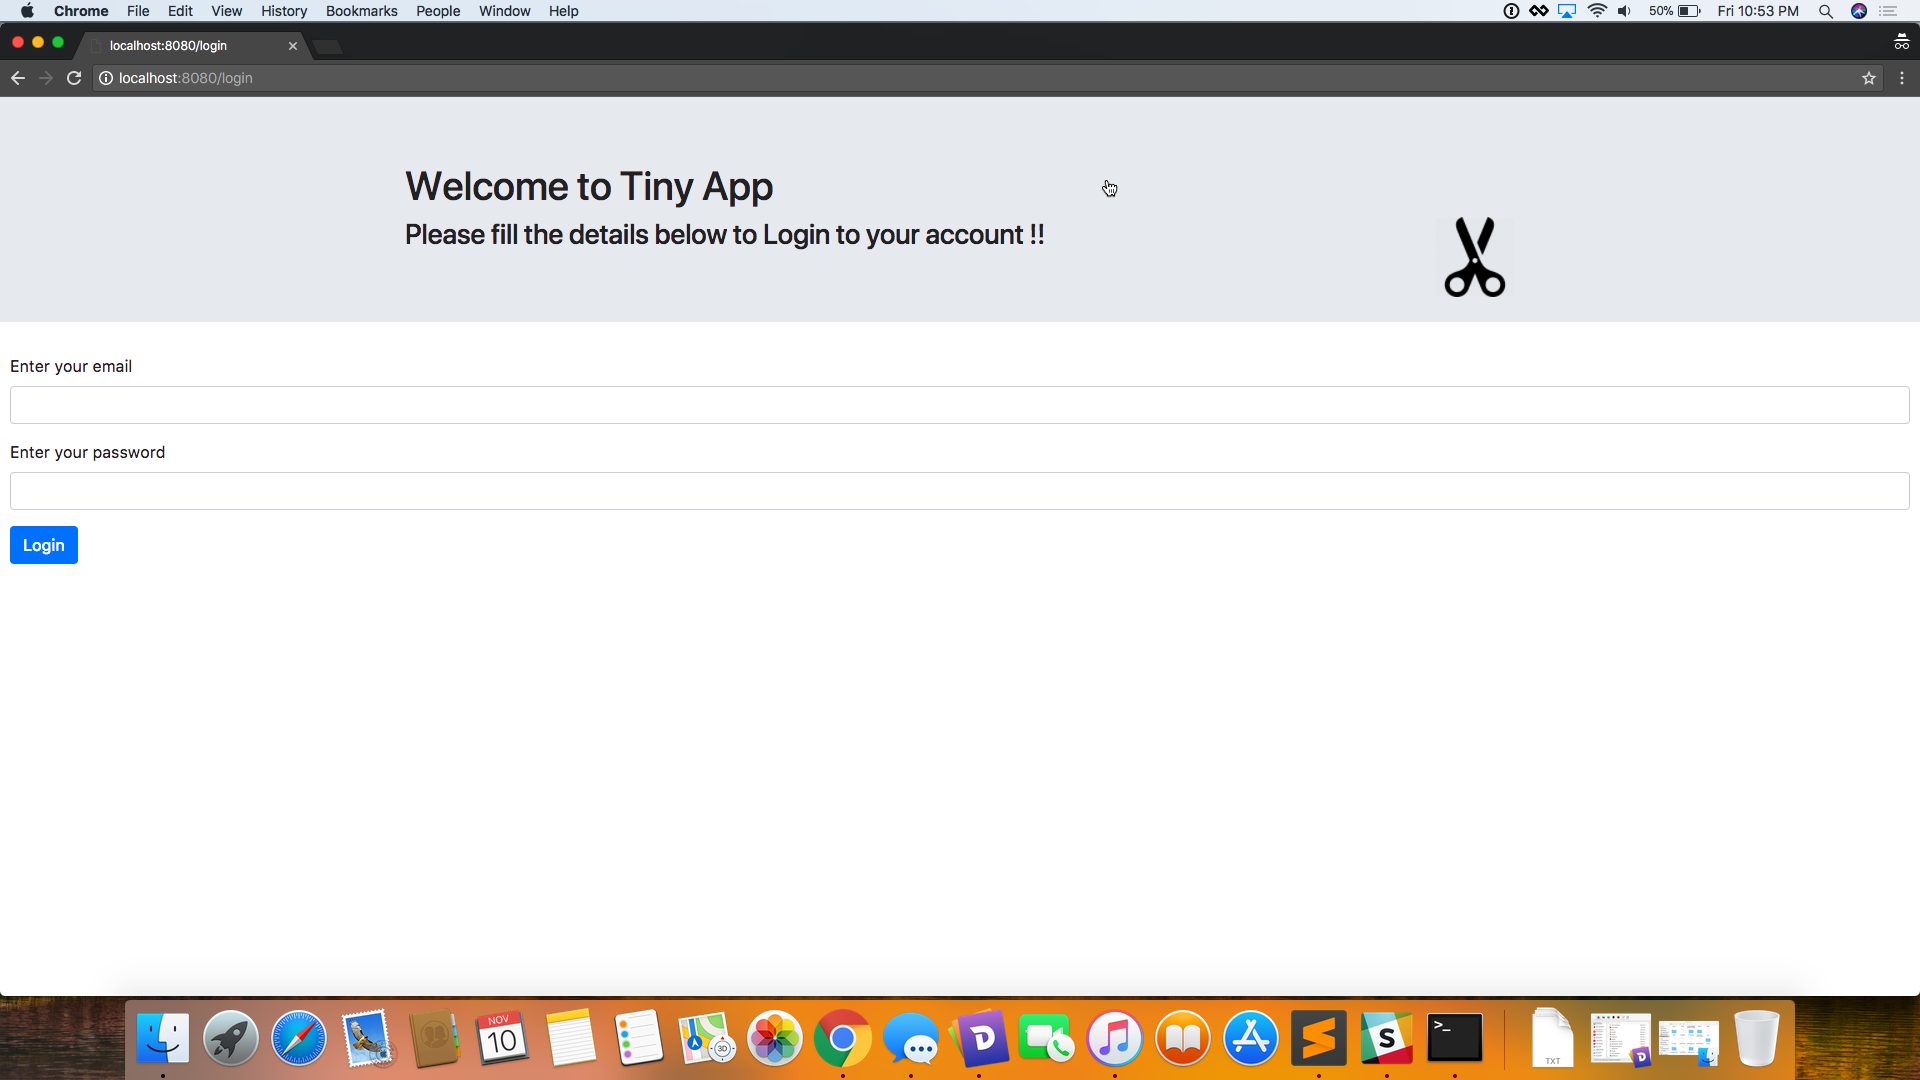 Chrome File Edit View History Bookmarks People Window Help 50% Fri 10:53 PM
localhost:8080/login
localhost:8080/login
Welcome to Tiny App
Please fill the details below to Login to your account !!
Enter your email
Enter your password
Login
NOV
10
3D
D
S
>_
TXT
D